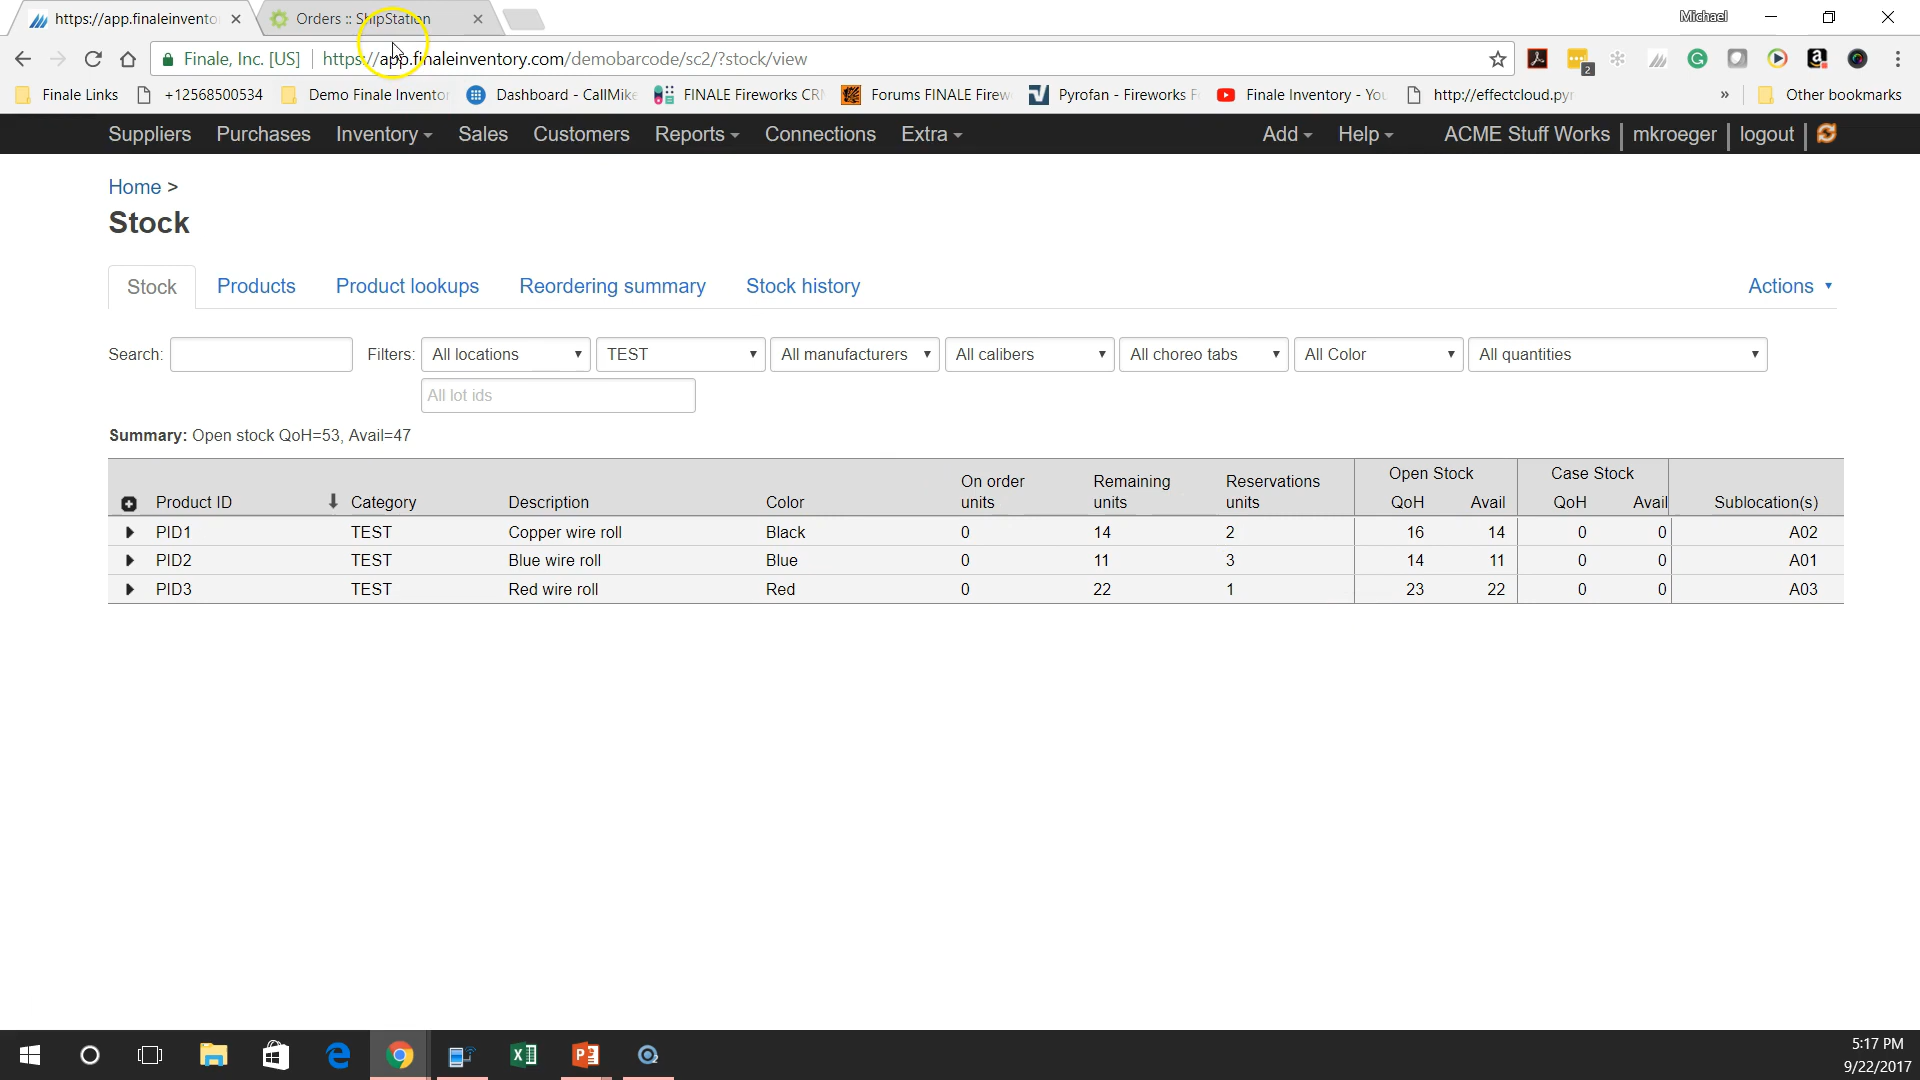 https://app.finaleinvento
Orders :: ShipStation
Michael
Finale, Inc. [US]
https://app.finaleinventory.com/demobarcode/sc2/?stock/view
2
Finale Links
+12568500534
Demo Finale Invento
Dashboard - CallMike
FINALE Fireworks CR
Forums FINALE Firew
Pyrofan - Fireworks F
Finale Inventory - You
http://effectcloud.pyr
»
Other bookmarks
Suppliers
Purchases
Inventory
Sales
Customers
Reports
Connections
Extra
Add
Help
ACME Stuff Works
mkroeger
logout
Home >
Stock
Stock
Products
Product lookups
Reordering summary
Stock history
Actions
Search:
Filters:
All locations
TEST
All manufacturers
All calibers
All choreo tabs
All Color
All quantities
All lot ids
Summary: Open stock QoH=53, Avail=47
On order Remaining Reservations Open Stock Case Stock
Product ID Category Description Color units units units QoH Avail QoH Avail Sublocation(s)
PID1 TEST Copper wire roll Black 0 14 2 16 14 0 0 A02
PID2 TEST Blue wire roll Blue 0 11 3 14 11 0 0 A01
PID3 TEST Red wire roll Red 0 22 1 23 22 0 0 A03
5:17 PM
9/22/2017